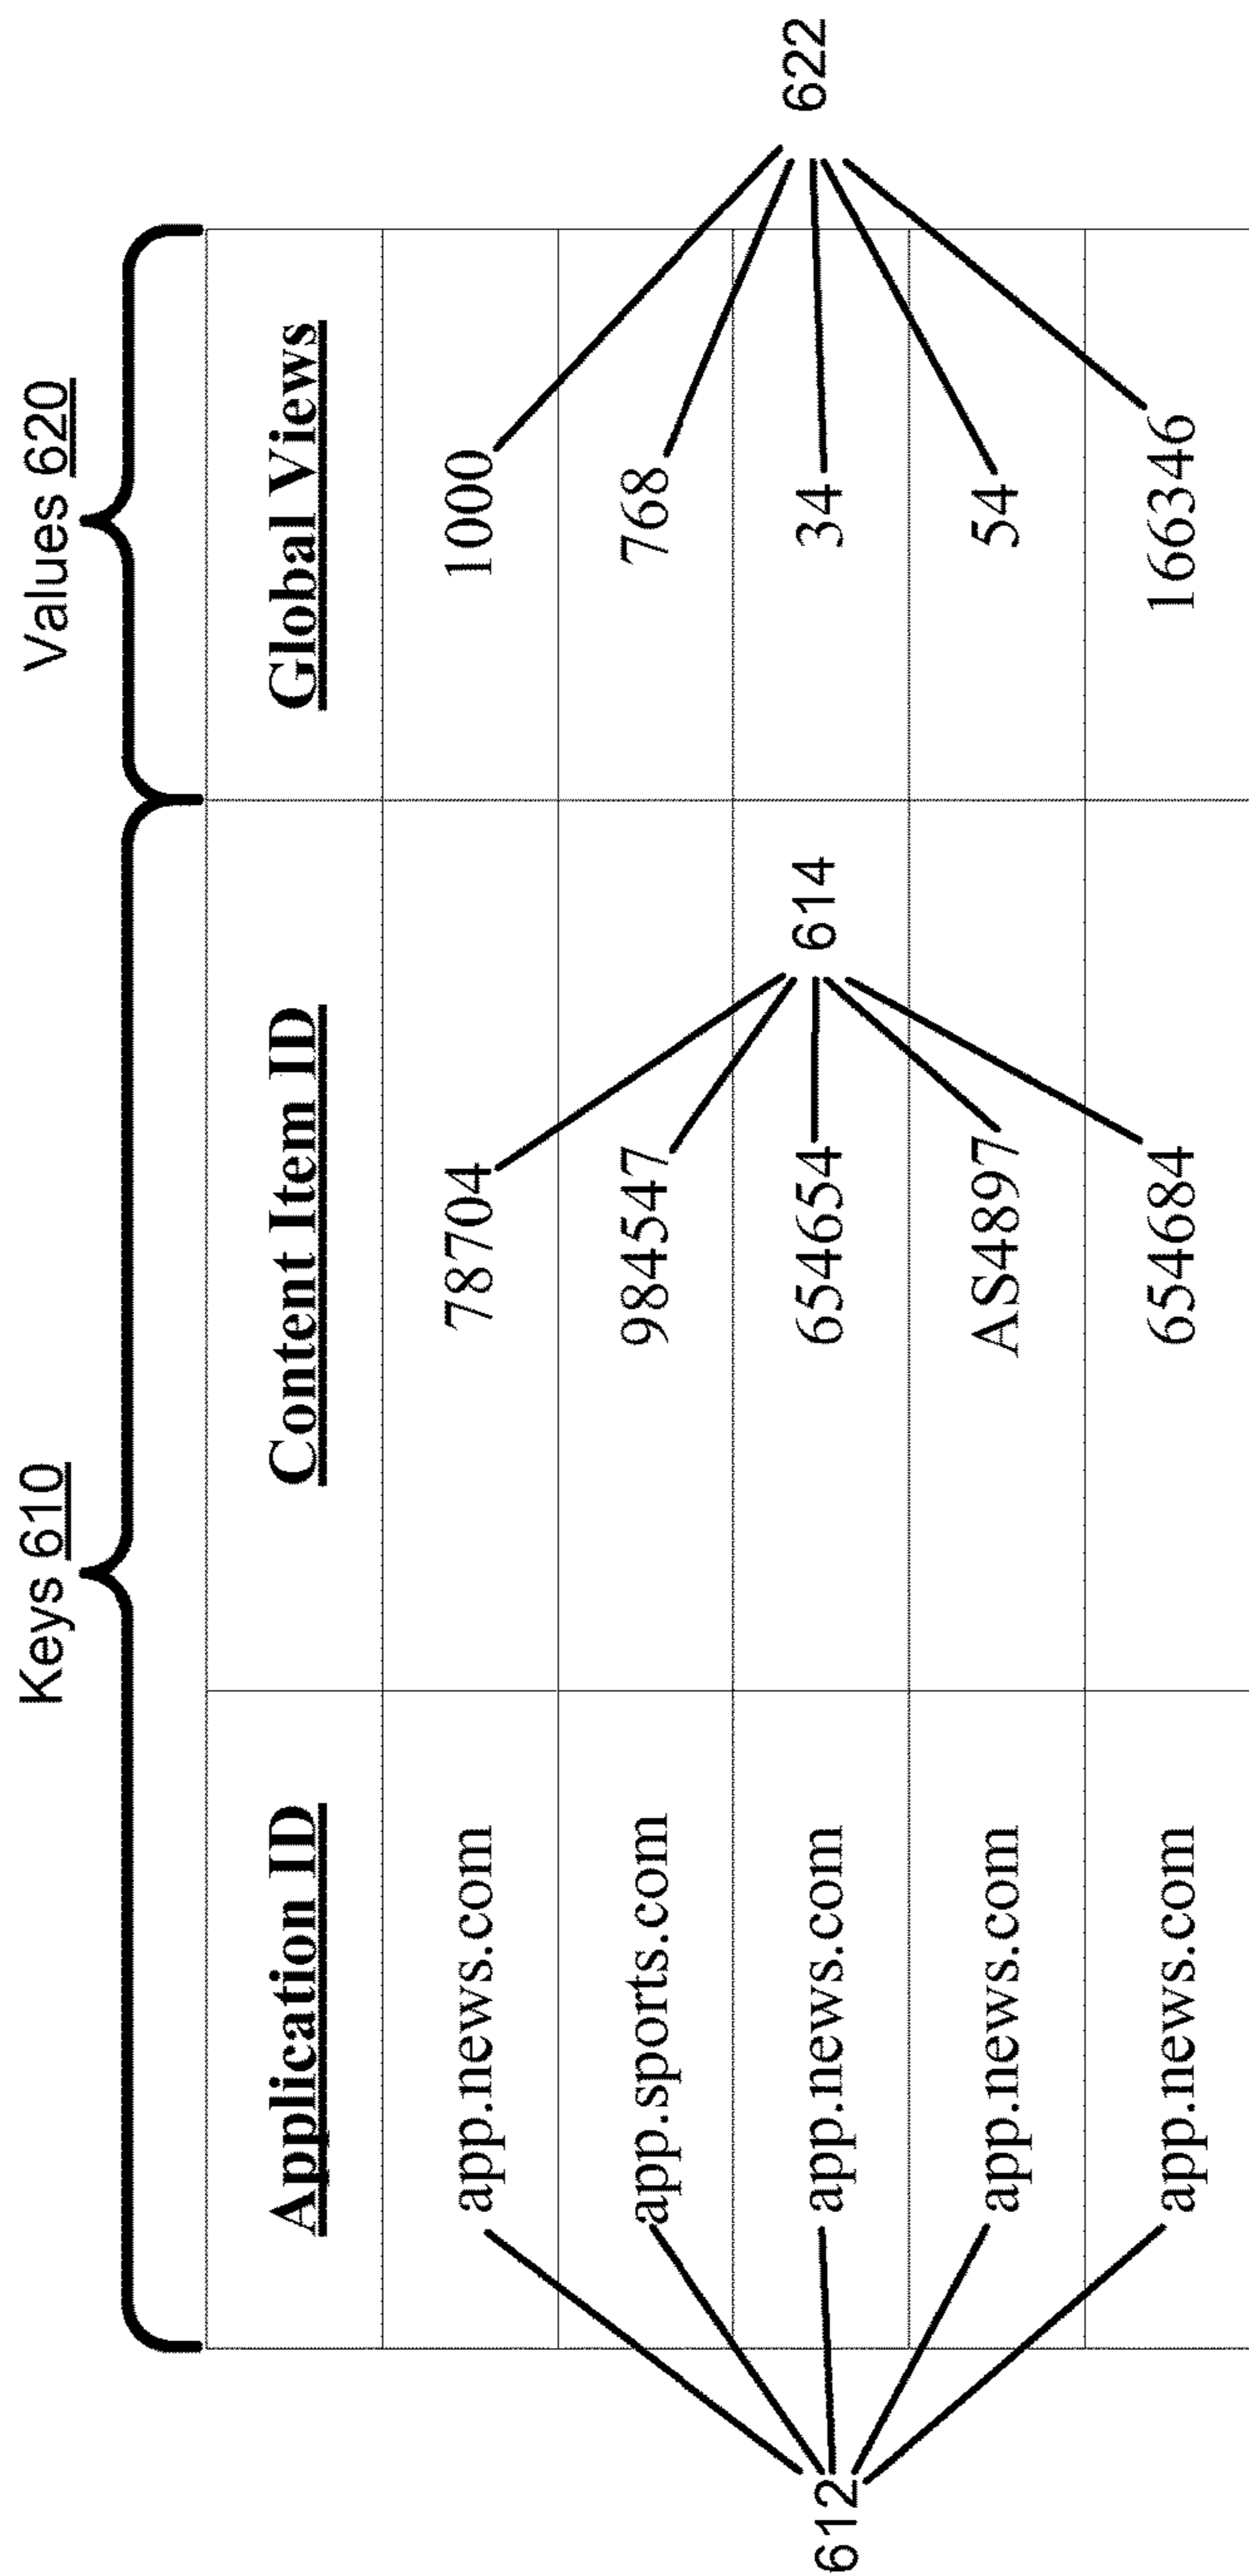 Keys 610 Values 620
Application ID Content Item ID Global Views
app.news.com 78704 1000
app.sports.com 984547 768
612 app.news.com 654654 614 34 622
app.news.com AS4897 54
app.news.com 654684 166346